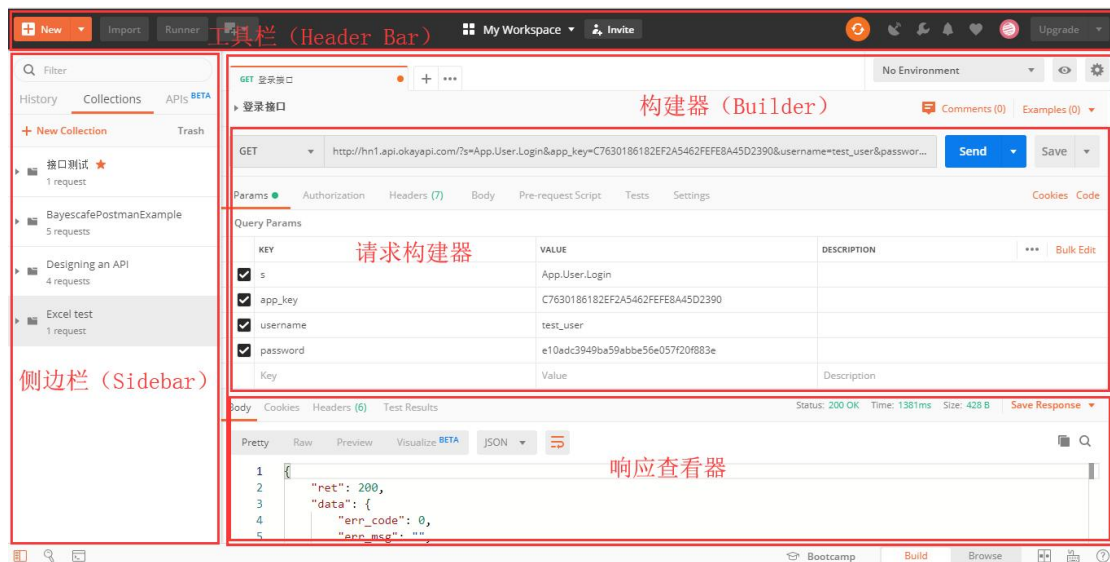 New Import Runner 工具栏（Header Bar） My Workspace Invite Upgrade
Filter
History Collections APIs BETA
+ New Collection Trash
接口测试 ★
1 request
BayescafePostmanExample
5 requests
Designing an API
4 requests
Excel test
1 request
侧边栏（Sidebar）
GET 登录接口 + ••• No Environment
登录接口 构建器（Builder） Comments (0) Examples (0)
GET http://hn1.api.okayapi.com/?s=App.User.Login&app_key=C7630186182EF2A5462FEFE8A45D2390&username=test_user&passwor... Send Save
Params Authorization Headers (7) Body Pre-request Script Tests Settings Cookies Code
Query Params
请求构建器
KEY VALUE DESCRIPTION ••• Bulk Edit
s App.User.Login
app_key C7630186182EF2A5462FEFE8A45D2390
username test_user
password e10adc3949ba59abbe56e057f20f883e
Key Value Description
Body Cookies Headers (6) Test Results Status: 200 OK Time: 1381ms Size: 428 B Save Response
Pretty Raw Preview Visualize BETA JSON
响应查看器
1 {
2 "ret": 200,
3 "data": {
4 "err_code": 0,
5 "err_msg": "",
Bootcamp Build Browse